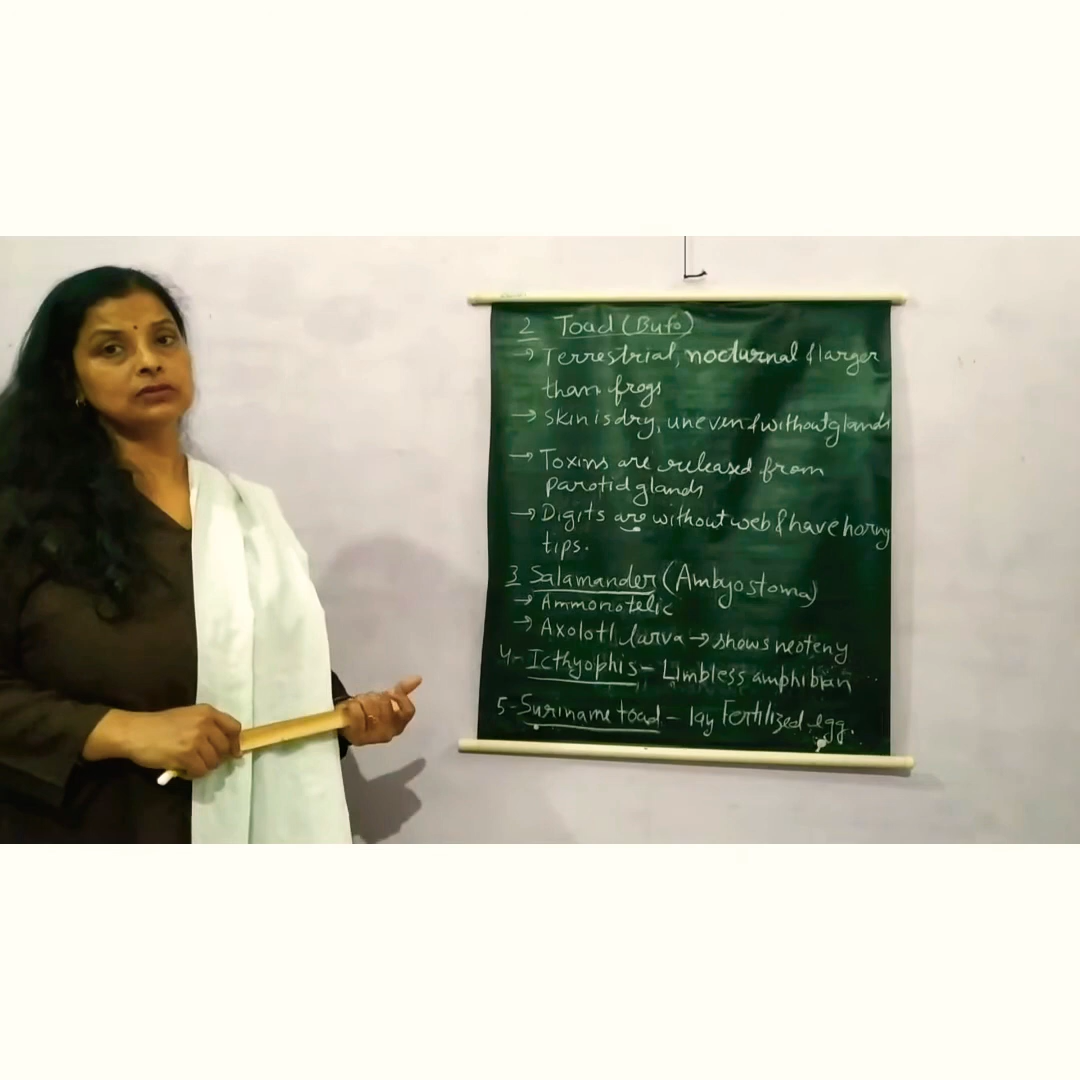 2 Toad (Bufo)
→ Terrestrial, nocturnal & larger
than frogs
→ Skin is dry, uneven & without glands
→ Toxins are released from
parotid glands
→ Digits are without web & have horny
tips.
3 Salamander (Ambyostoma)
→ Ammonotelic
→ Axolotl larva → shows neoteny
4- Icthyophis - Limbless amphibian
5- Suriname toad - lay Fertilized egg.